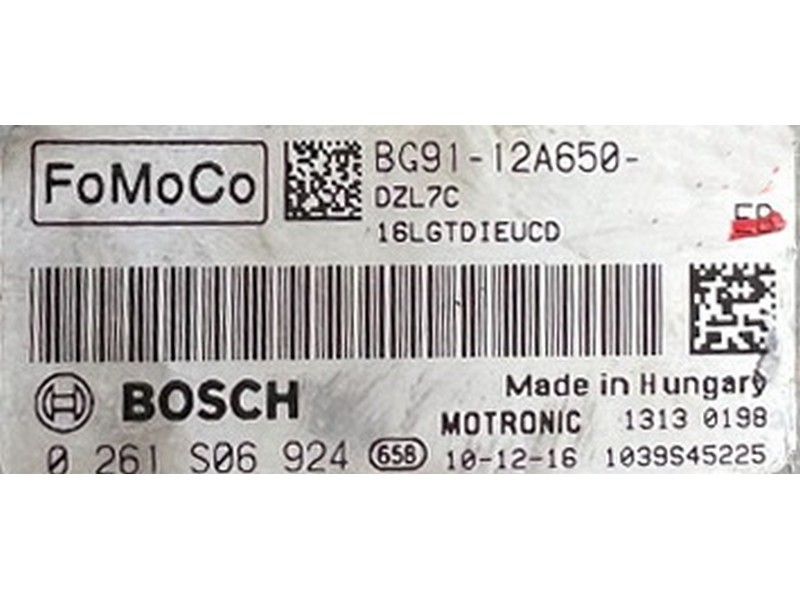 FoMoCo
BG91-12A650-
DZL7C
16LGTDIEUCD
BOSCH
Made in Hungary
MOTRONIC 1313 0198
0 261 S06 924 658 10-12-16 1039S45225